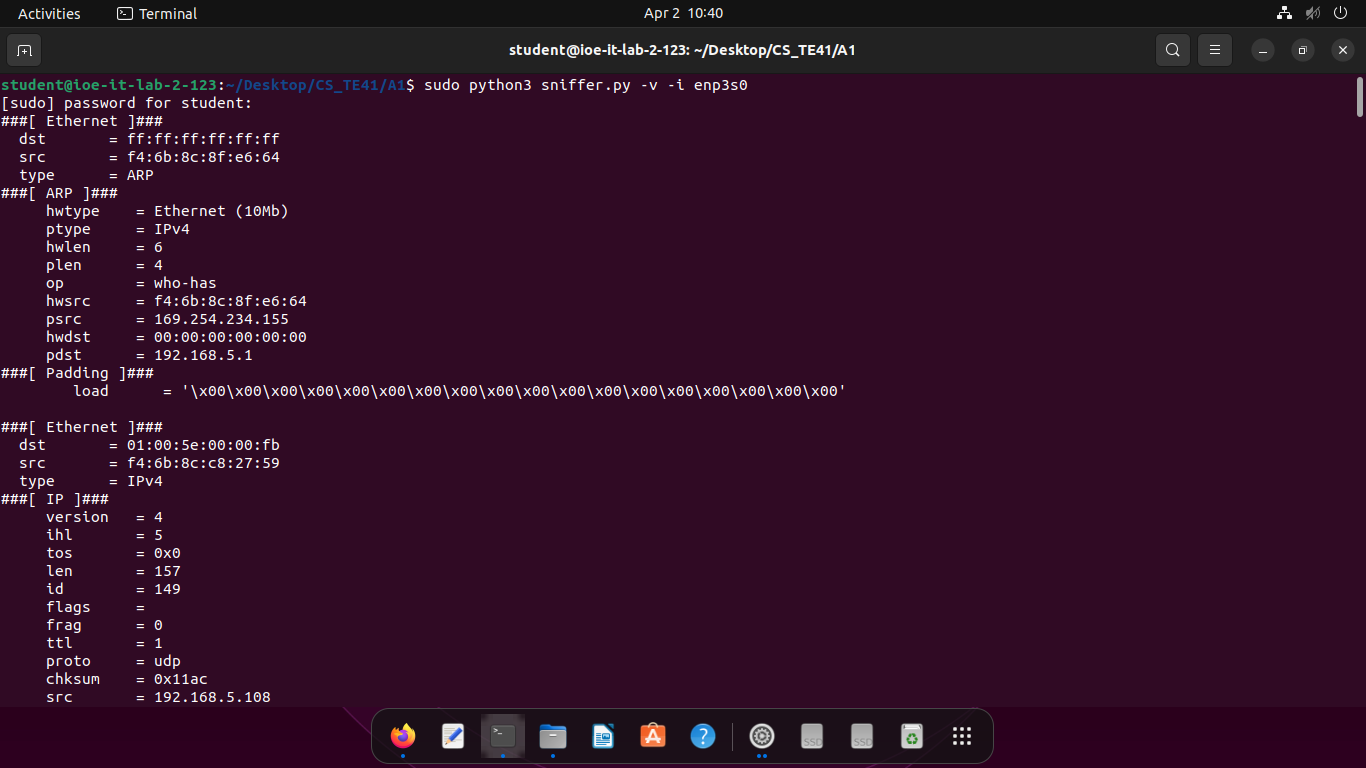 Activities
Terminal
Apr 2 10:40
student@ioe-it-lab-2-123: ~/Desktop/CS_TE41/A1
student@ioe-it-lab-2-123:~/Desktop/CS_TE41/A1$ sudo python3 sniffer.py -v -i enp3s0
[sudo] password for student:
###[ Ethernet ]###
  dst       = ff:ff:ff:ff:ff:ff
  src       = f4:6b:8c:8f:e6:64
  type      = ARP
###[ ARP ]###
     hwtype    = Ethernet (10Mb)
     ptype     = IPv4
     hwlen     = 6
     plen      = 4
     op        = who-has
     hwsrc     = f4:6b:8c:8f:e6:64
     psrc      = 169.254.234.155
     hwdst     = 00:00:00:00:00:00
     pdst      = 192.168.5.1
###[ Padding ]###
        load      = '\x00\x00\x00\x00\x00\x00\x00\x00\x00\x00\x00\x00\x00\x00\x00\x00\x00\x00'
###[ Ethernet ]###
  dst       = 01:00:5e:00:00:fb
  src       = f4:6b:8c:c8:27:59
  type      = IPv4
###[ IP ]###
     version   = 4
     ihl       = 5
     tos       = 0x0
     len       = 157
     id        = 149
     flags     =
     frag      = 0
     ttl       = 1
     proto     = udp
     chksum    = 0x11ac
     src       = 192.168.5.108
SSD
SSD